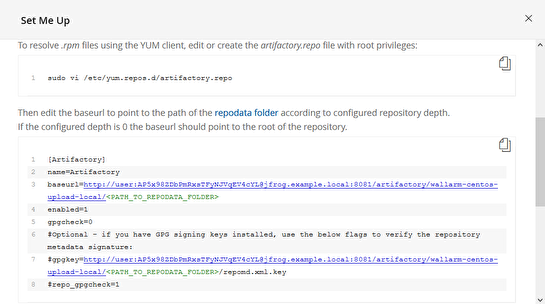 Set Me Up
To resolve .rpm files using the YUM client, edit or create the artifactory.repo file with root privileges:
1 sudo vi /etc/yum.repos.d/artifactory.repo
Then edit the baseurl to point to the path of the repodata folder according to configured repository depth.
If the configured depth is 0 the baseurl should point to the root of the repository.
1 [Artifactory]
2 name=Artifactory
3 baseurl=http://user:AP5x98ZDbPmRxsTFyNJVqEV4cYL@jfrog.example.local:8081/artifactory/wallarm-centos-
upload-local/<PATH_TO_REPODATA_FOLDER>
4 enabled=1
5 gpgcheck=0
6 #Optional - if you have GPG signing keys installed, use the below flags to verify the repository
metadata signature:
7 #gpgkey=http://user:AP5x98ZDbPmRxsTFyNJVqEV4cYL@jfrog.example.local:8081/artifactory/wallarm-centos-
upload-local/<PATH_TO_REPODATA_FOLDER>/repomd.xml.key
8 #repo_gpgcheck=1